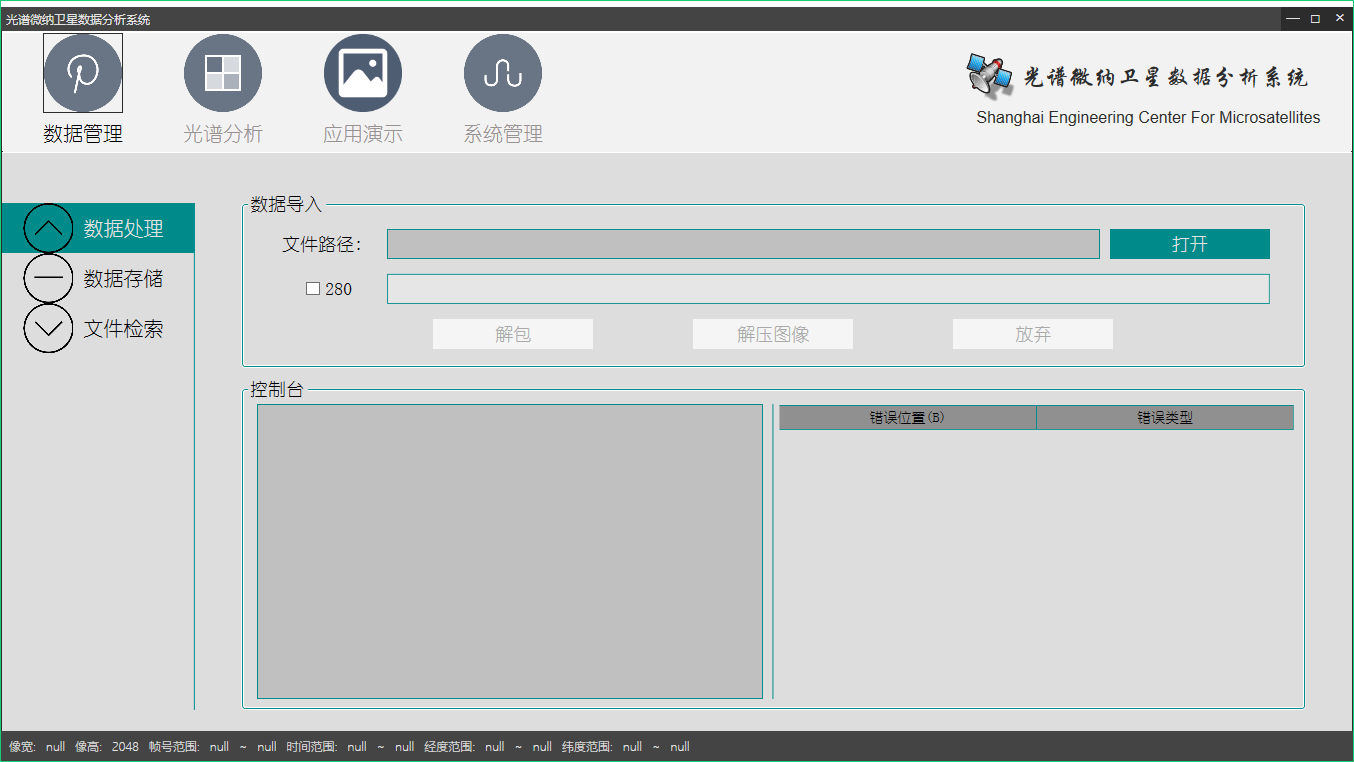 光谱微纳卫星数据分析系统
数据管理 光谱分析 应用演示 系统管理
光谱微纳卫星数据分析系统
Shanghai Engineering Center For Microsatellites
数据处理
数据存储
文件检索
数据导入
文件路径: 打开
280
解包 解压图像 放弃
控制台
错误位置(B) 错误类型
像宽: null 像高: 2048 帧号范围: null ~ null 时间范围: null ~ null 经度范围: null ~ null 纬度范围: null ~ null